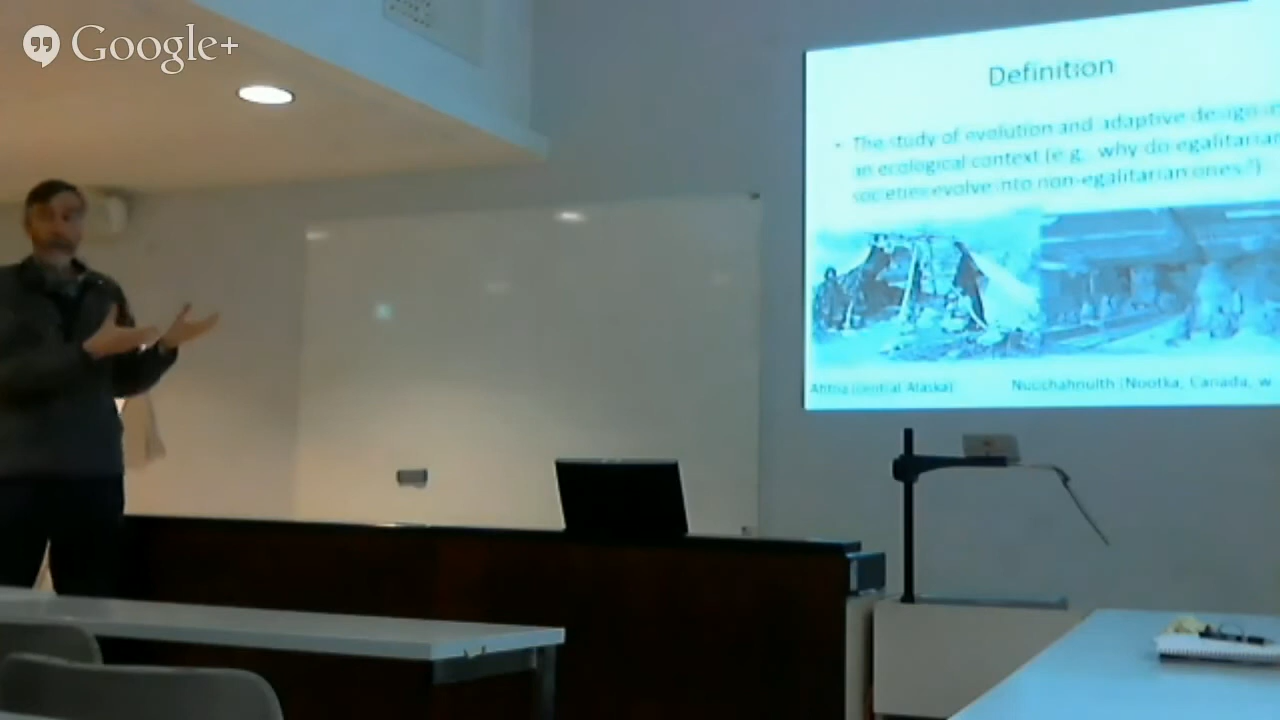 Google+
Definition
• The study of evolution and adaptive design in
an ecological context (e.g. why do egalitarian
societies evolve into non-egalitarian ones?)
Ahtna (central Alaska)
Nuuchahnulth (Nootka, Canada, w